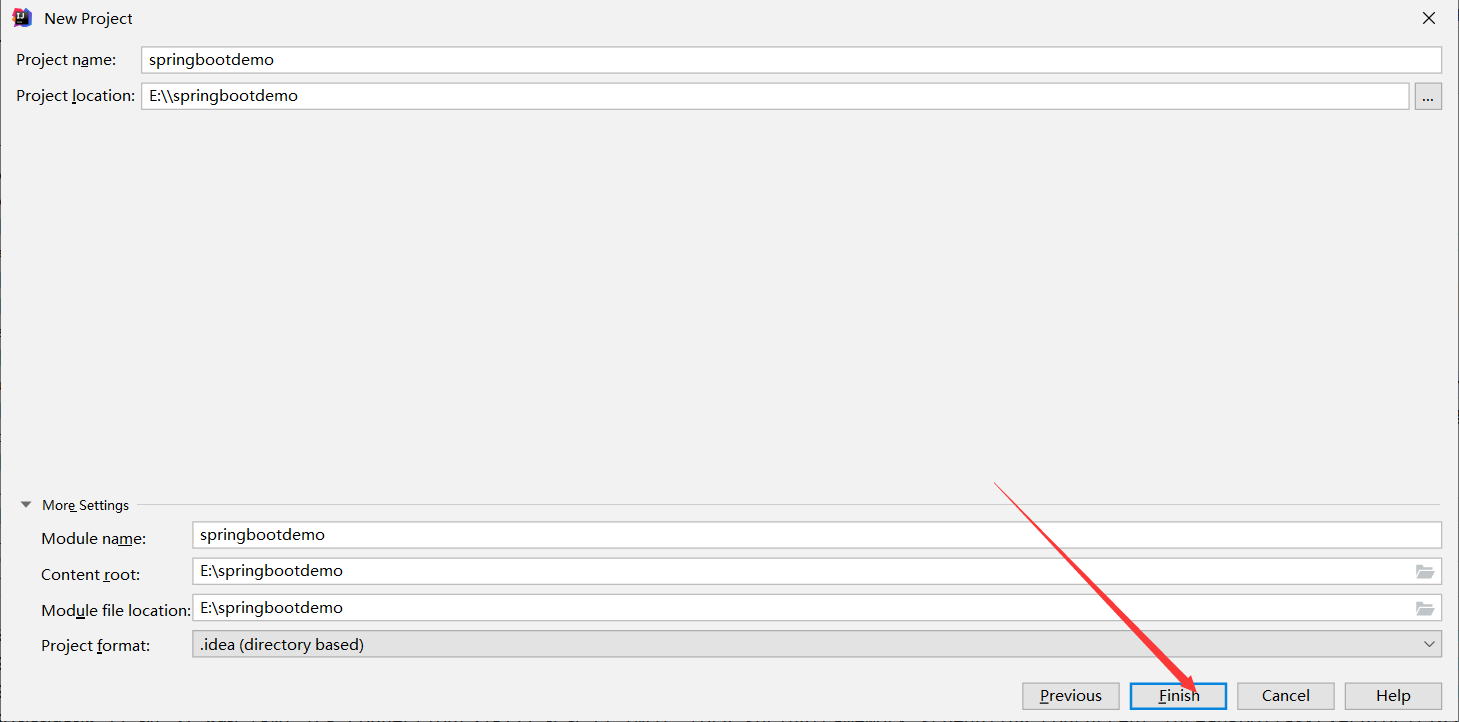 New Project
Project name: springbootdemo
Project location: E:\\springbootdemo ...
More Settings
Module name: springbootdemo
Content root: E:\springbootdemo
Module file location: E:\springbootdemo
Project format: .idea (directory based)
Previous Finish Cancel Help